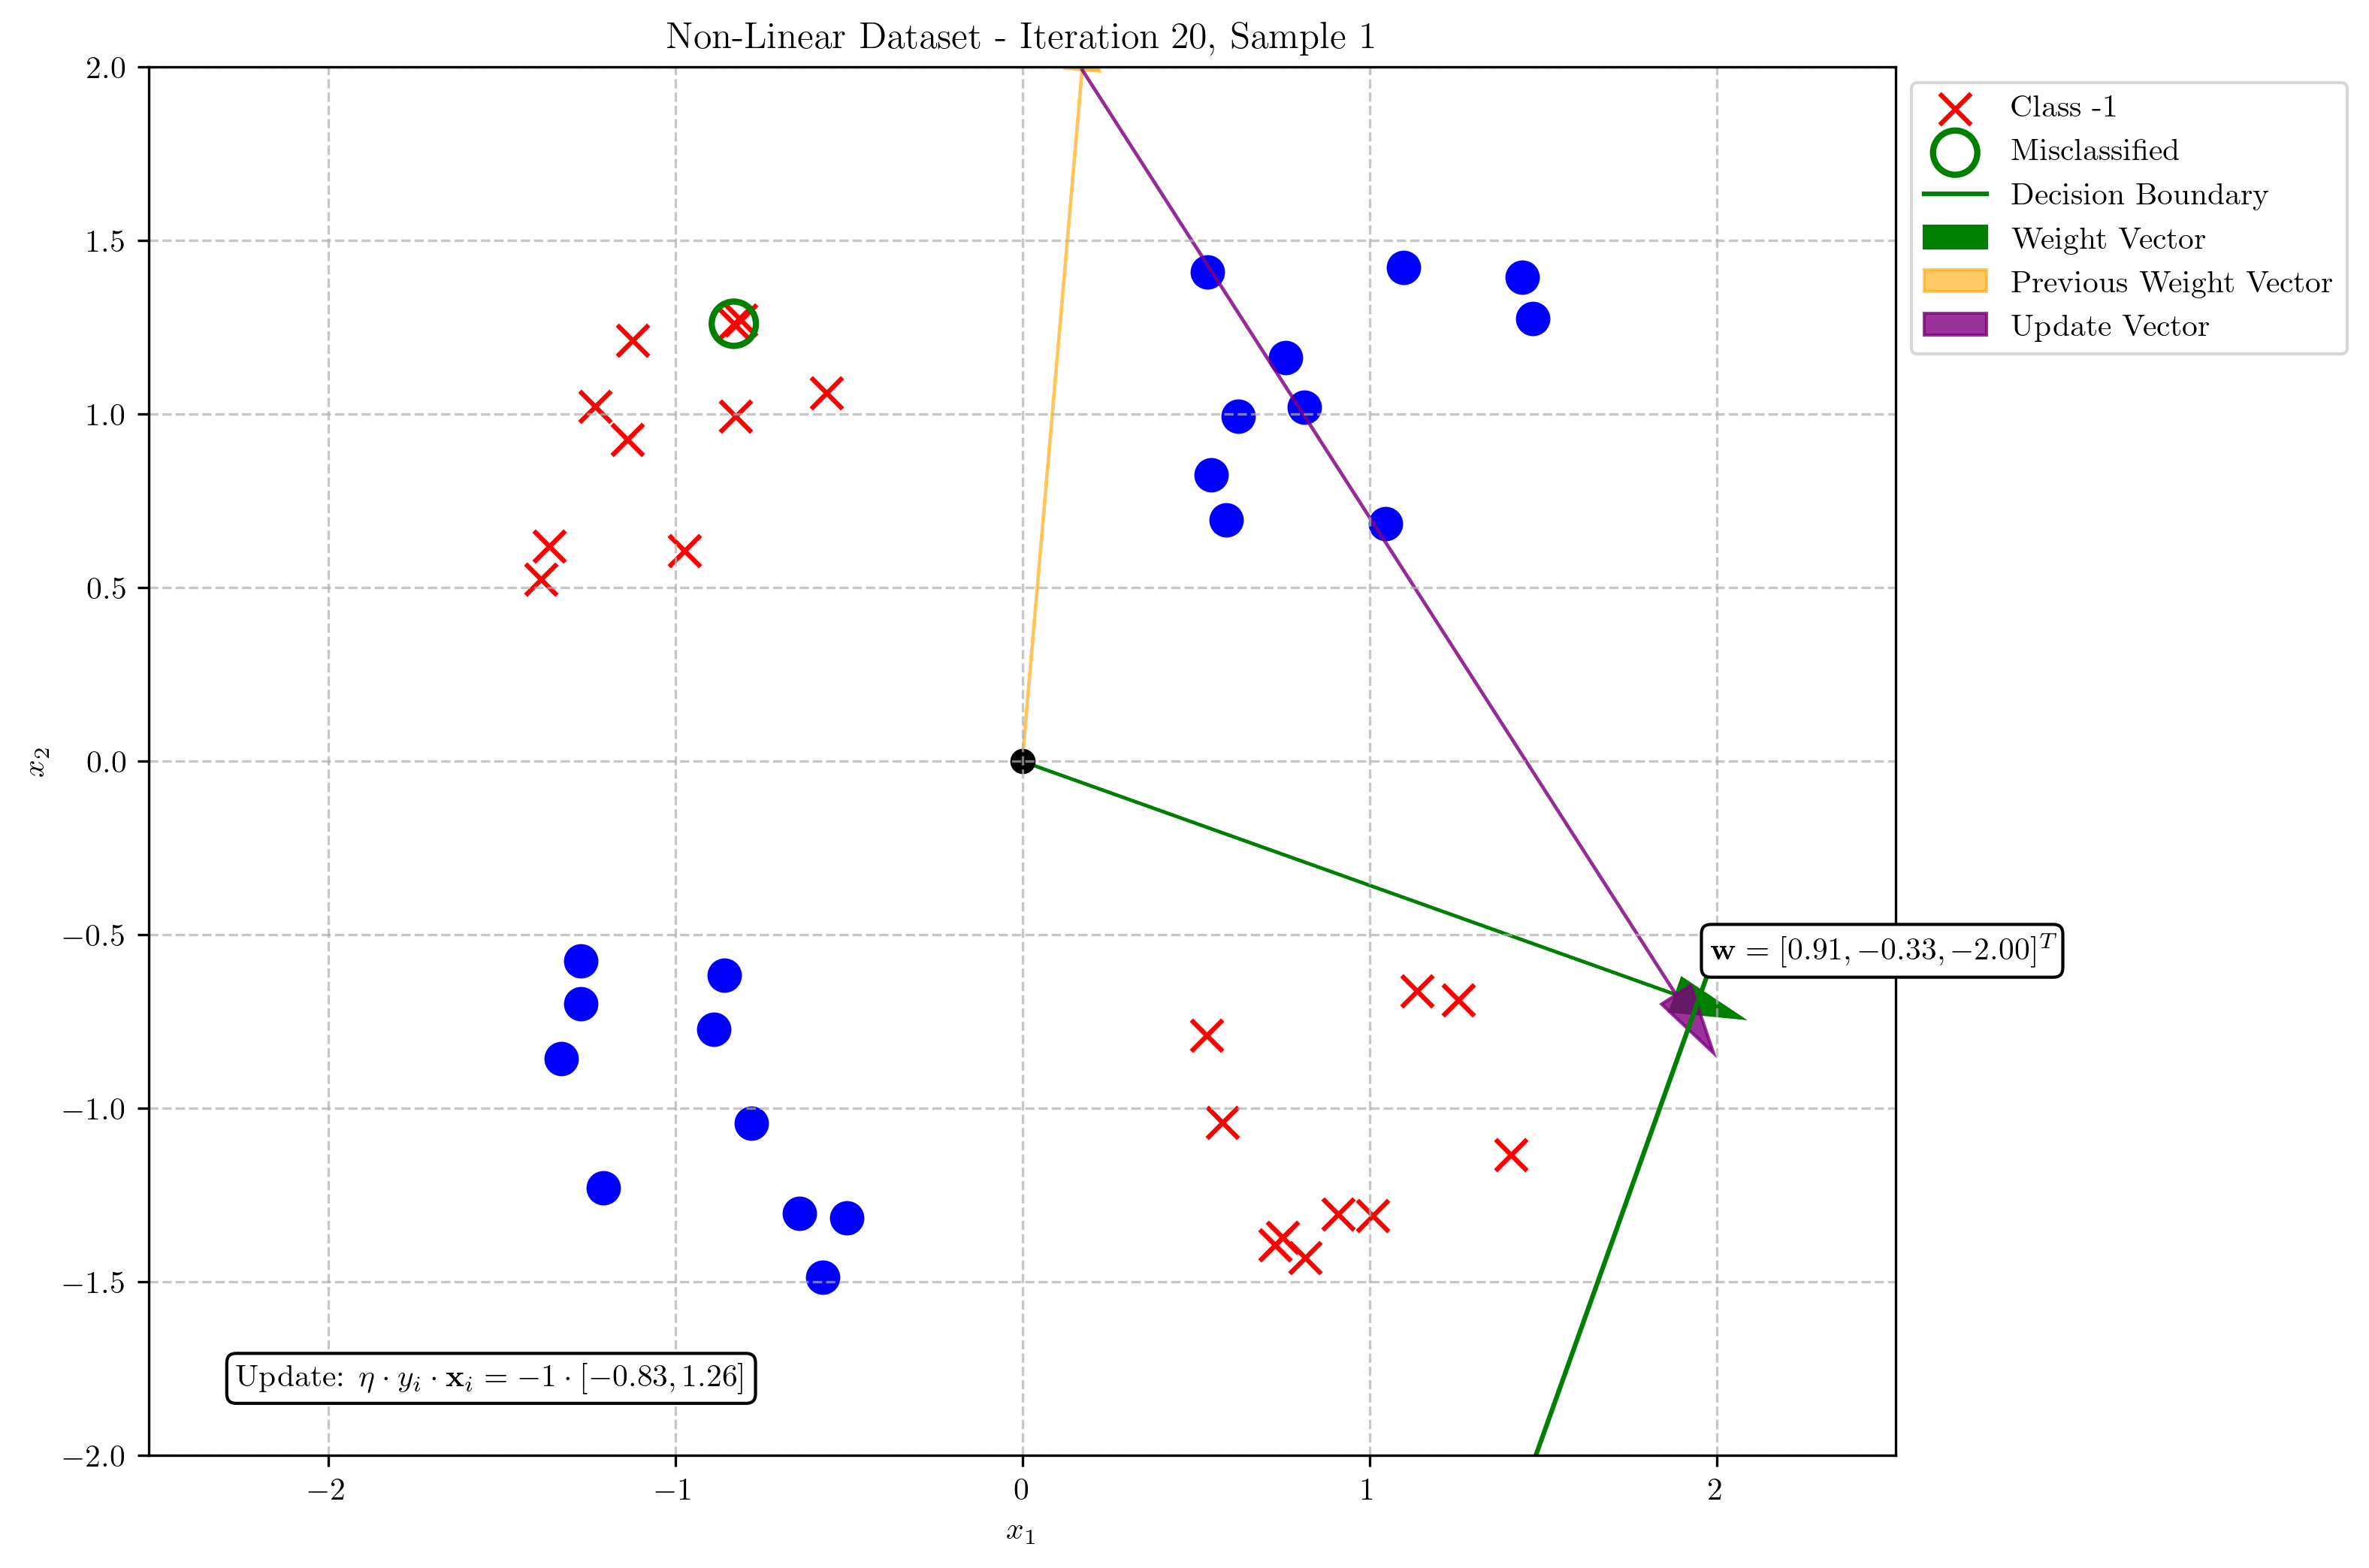 Non-Linear Dataset - Iteration 20, Sample 1
2.0
1.5
1.0
0.5
0.0
−0.5
−1.0
−1.5
−2.0
x₂
−2
−1
0
1
2
x₁
Class -1
Misclassified
Decision Boundary
Weight Vector
Previous Weight Vector
Update Vector
w = [0.91, −0.33, −2.00]ᵀ
Update: η · yᵢ · xᵢ = −1 · [−0.83, 1.26]